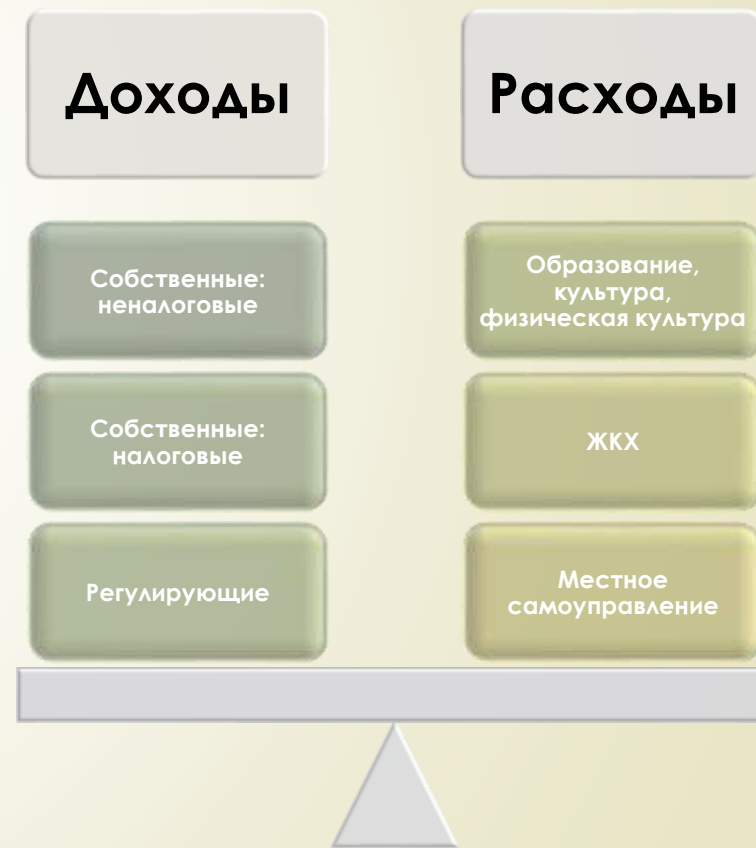 Доходы
Расходы
Собственные:
неналоговые
Образование,
культура,
физическая культура
Собственные:
налоговые
ЖКХ
Регулирующие
Местное
самоуправление